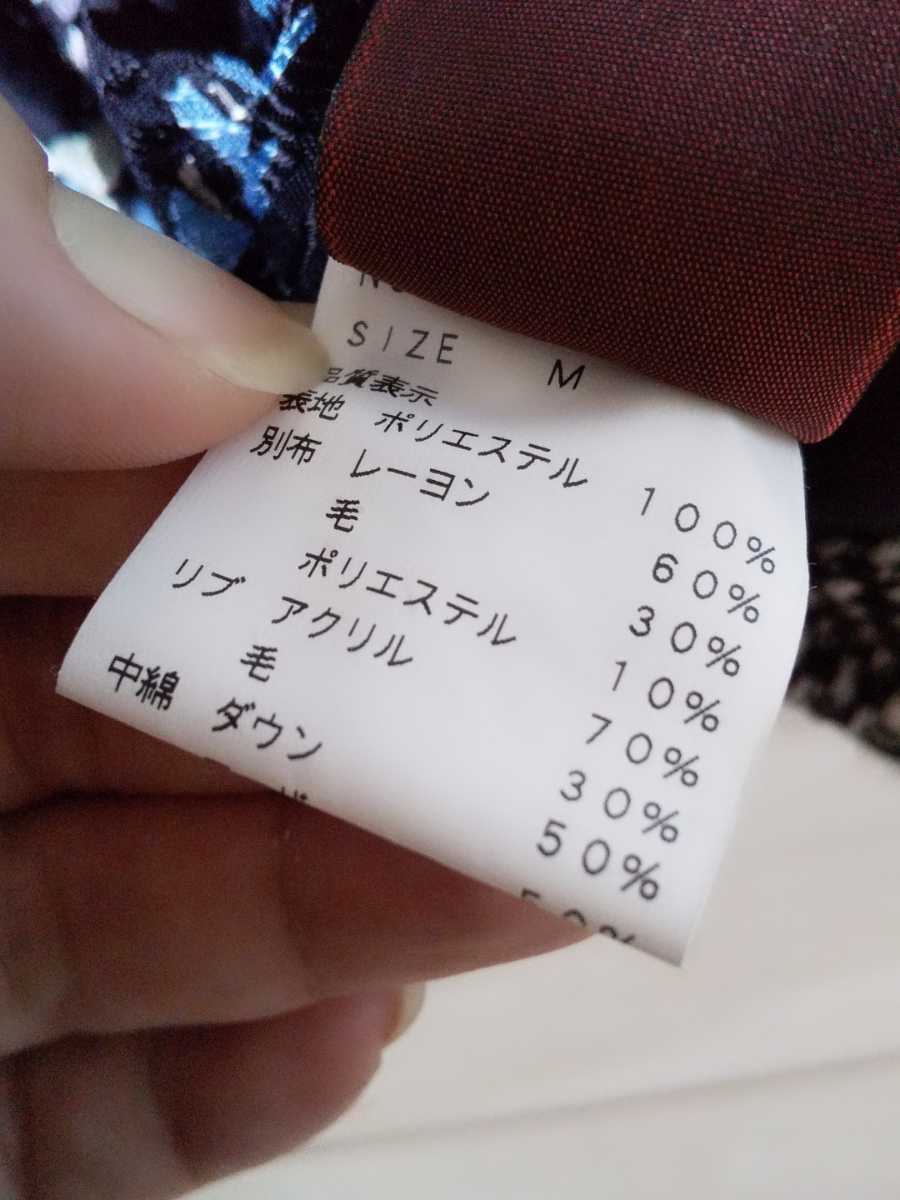 SIZE M
品質表示
表地 ポリエステル 100%
別布 レーヨン 60%
毛 30%
ポリエステル 10%
リブ アクリル 70%
毛 30%
中綿 ダウン 50%
50%